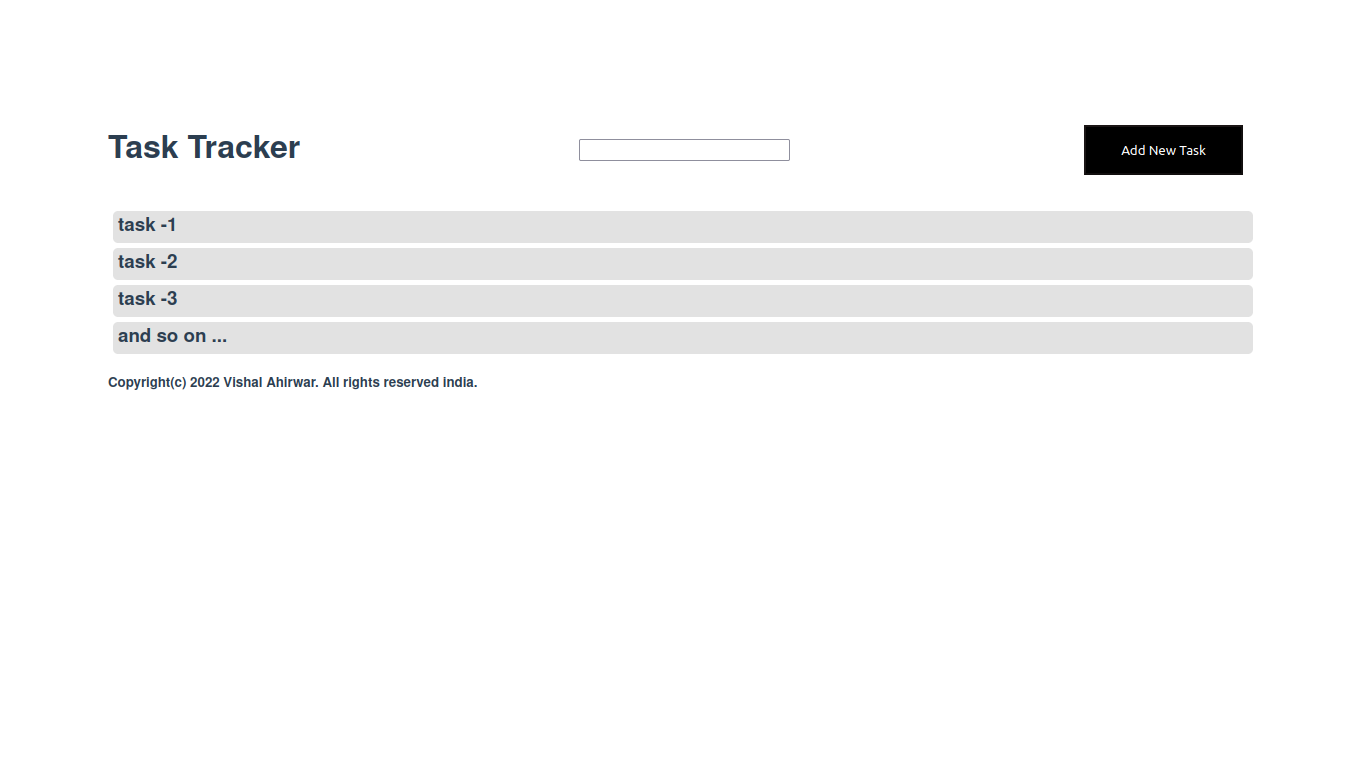 Task Tracker
Add New Task
task -1
task -2
task -3
and so on ...
Copyright(c) 2022 Vishal Ahirwar. All rights reserved india.